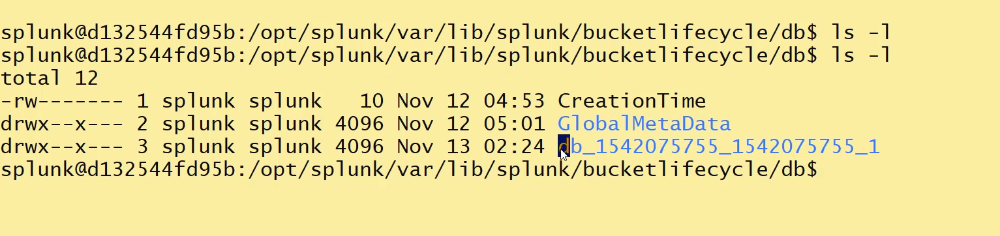 splunk@d132544fd95b:/opt/splunk/var/lib/splunk/bucketlifecycle/db$ ls -l
splunk@d132544fd95b:/opt/splunk/var/lib/splunk/bucketlifecycle/db$ ls -l
total 12
-rw------- 1 splunk splunk   10 Nov 12 04:53 CreationTime
drwx--x--- 2 splunk splunk 4096 Nov 12 05:01 GlobalMetaData
drwx--x--- 3 splunk splunk 4096 Nov 13 02:24 db_1542075755_1542075755_1
splunk@d132544fd95b:/opt/splunk/var/lib/splunk/bucketlifecycle/db$